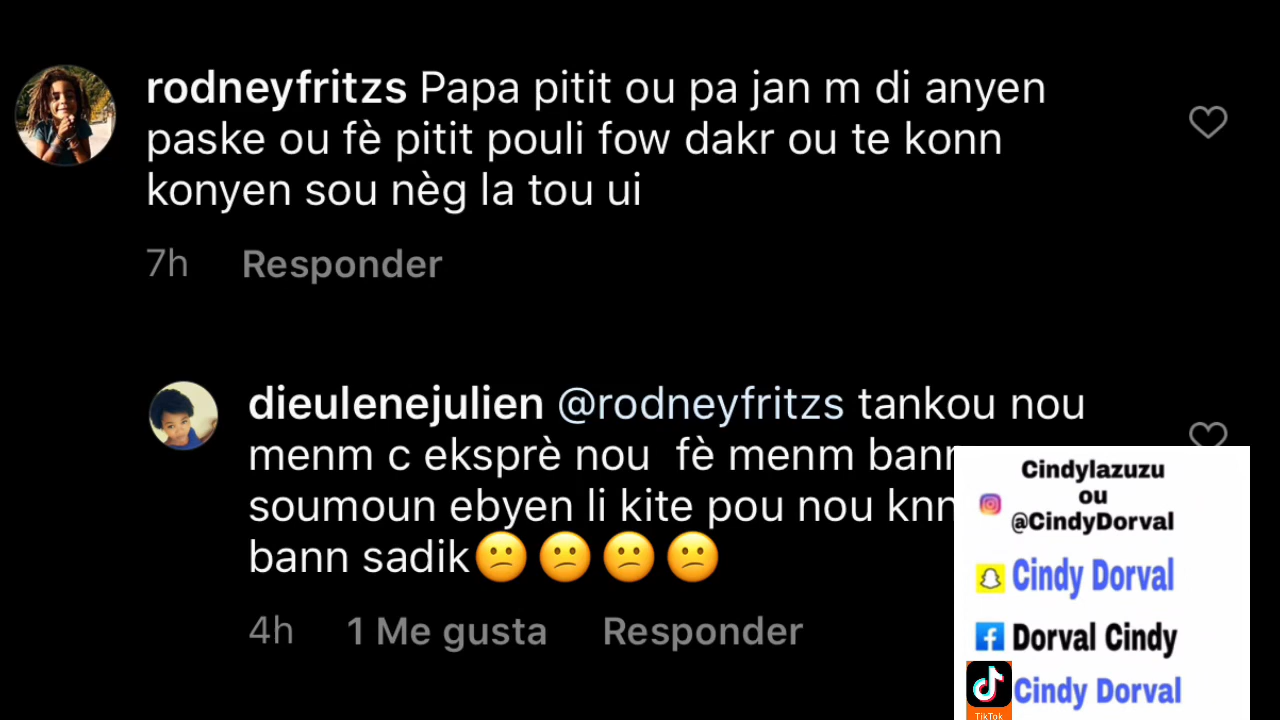 rodneyfritzs Papa pitit ou pa jan m di anyen
paske ou fè pitit pouli fow dakr ou te konn
konyen sou nèg la tou ui
7h Responder
dieulenejulien @rodneyfritzs tankou nou
menm c eksprè nou fè menm
soumoun ebyen li kite pou nou
bann sadik😕😕😕😕
4h 1 Me gusta Responder
Cindylazuzu
ou
@CindyDorval
Cindy Dorval
Dorval Cindy
Cindy Dorval
TikTok